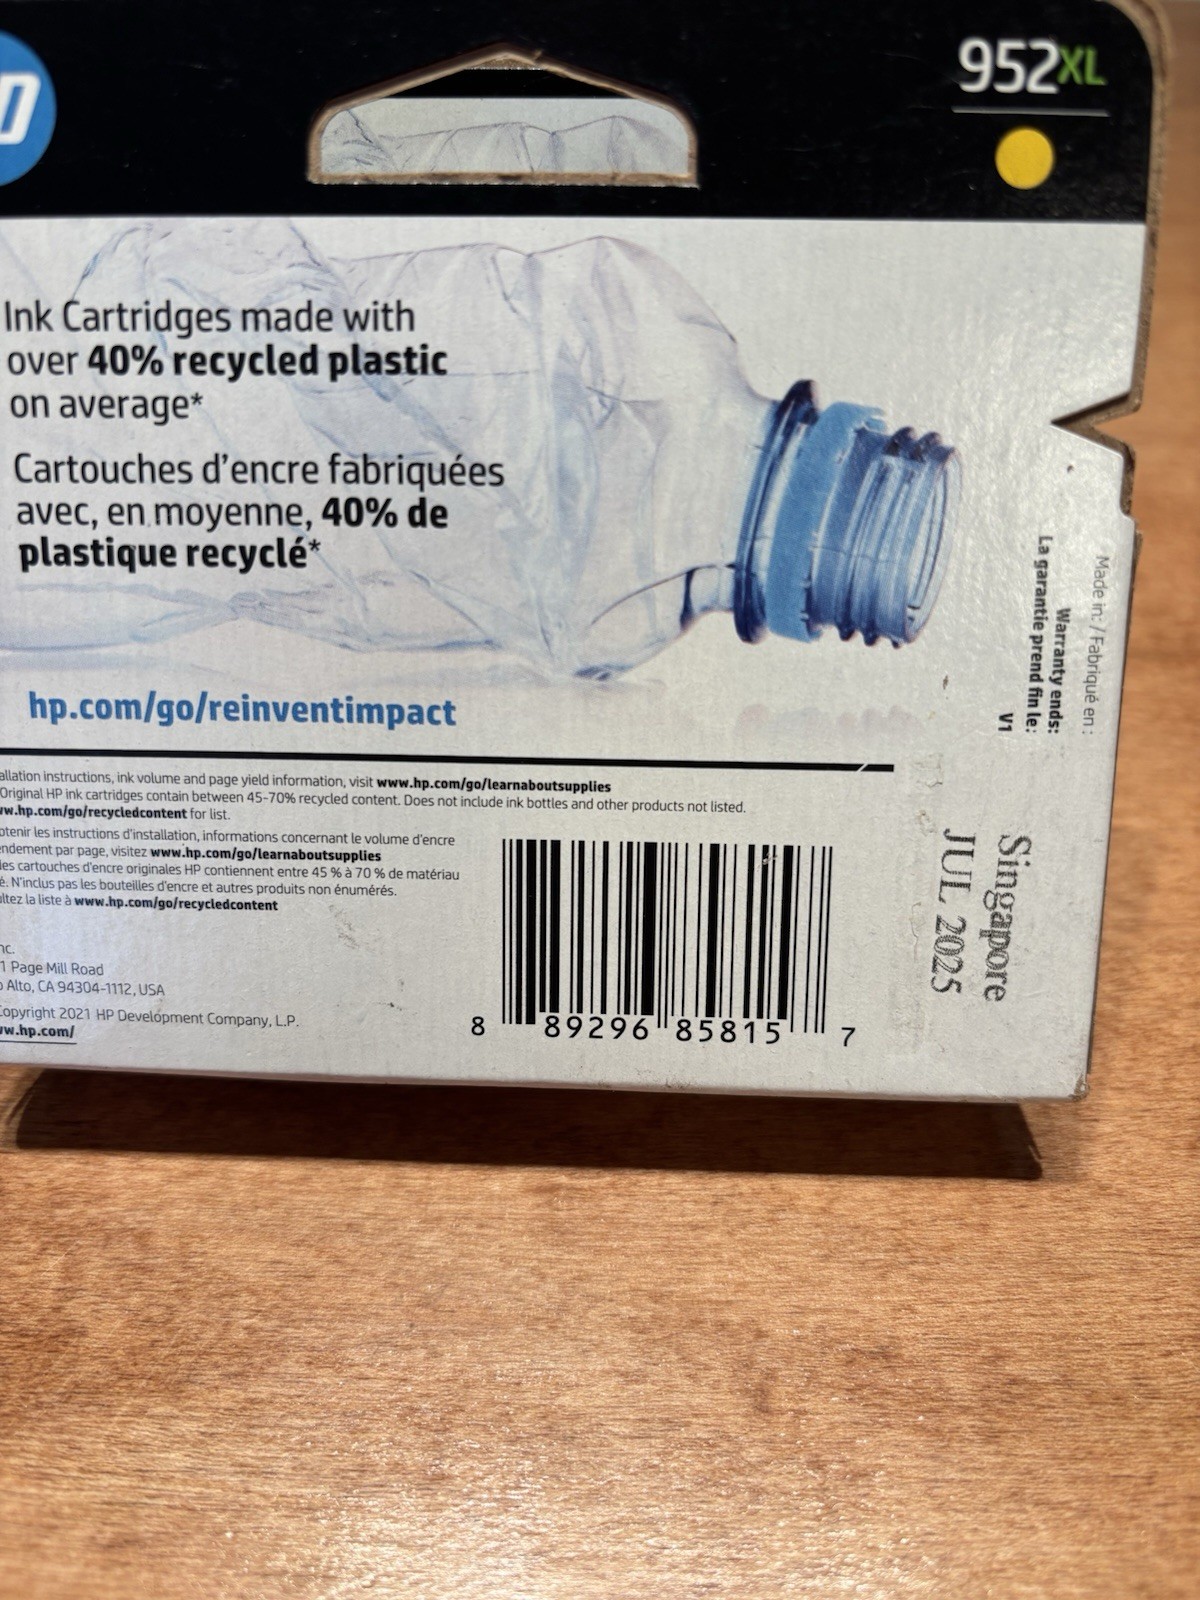 952XL
Ink Cartridges made with
over 40% recycled plastic
on average*
Cartouches d'encre fabriquées
avec, en moyenne, 40% de
plastique recyclé*
hp.com/go/reinventimpact
instructions, ink volume and page yield information, visit www.hp.com/go/learnaboutsupplies
Original HP ink cartridges contain between 45-70% recycled content. Does not include ink bottles and other products not listed.
.hp.com/go/recycledcontent for list.
les instructions d'installation, informations concernant le volume d'encre
par page, visitez www.hp.com/go/learnaboutsupplies
les cartouches d'encre originales HP contiennent entre 45 % à 70 % de matériau
N'inclus pas les bouteilles d'encre et autres produits non énumérés.
la liste à www.hp.com/go/recycledcontent
1 Page Mill Road
Alto, CA 94304-1112, USA
Copyright 2021 HP Development Company, L.P.
.hp.com/
8 89296 85815 7
Made in: / Fabriqué en :
Warranty ends:
La garantie prend fin le:
V1
Singapore
JUL 2025